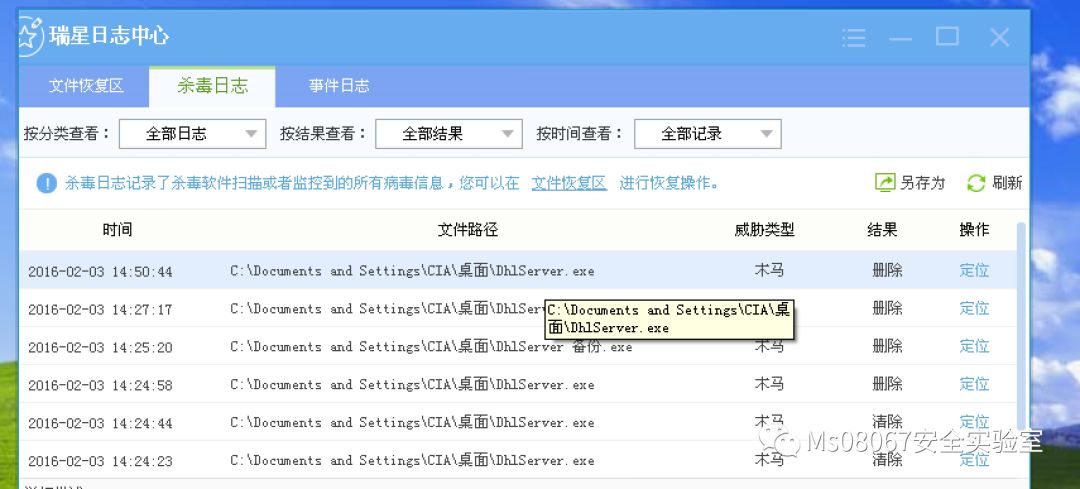 瑞星日志中心
文件恢复区 杀毒日志 事件日志
按分类查看： 全部日志 按结果查看： 全部结果 按时间查看： 全部记录
杀毒日志记录了杀毒软件扫描或者监控到的所有病毒信息，您可以在 文件恢复区 进行恢复操作。 另存为 刷新
时间 文件路径 威胁类型 结果 操作
2016-02-03 14:50:44 C:\Documents and Settings\CIA\桌面\DhlServer.exe 木马 删除 定位
2016-02-03 14:27:17 C:\Documents and Settings\CIA\桌面\DhlServ 删除 定位
C:\Documents and Settings\CIA\桌
面\DhlServer.exe
2016-02-03 14:25:20 C:\Documents and Settings\CIA\桌面\DhlServer 备份.exe 木马 删除 定位
2016-02-03 14:24:58 C:\Documents and Settings\CIA\桌面\DhlServer.exe 木马 删除 定位
2016-02-03 14:24:44 C:\Documents and Settings\CIA\桌面\DhlServer.exe 木马 清除 定位
Ms08067安全实验室
2016-02-03 14:24:23 C:\Documents and Settings\CIA\桌面\DhlServer.exe 木马 清除 定位